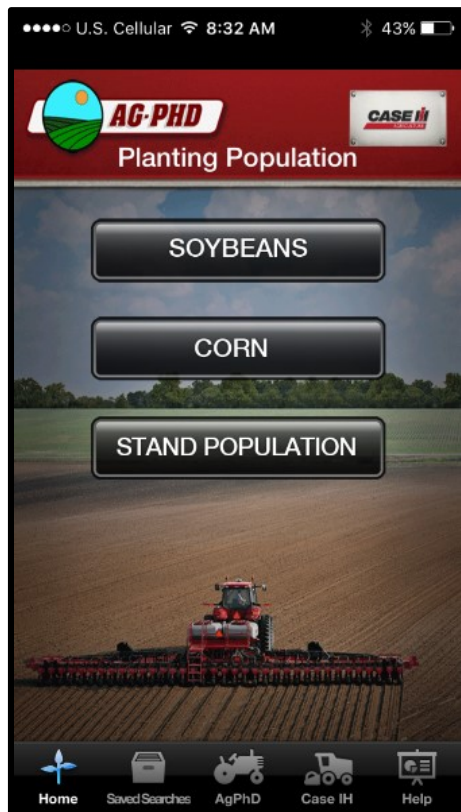 U.S. Cellular 8:32 AM 43%
AG·PHD
CASE IH
Planting Population
SOYBEANS
CORN
STAND POPULATION
Home Saved Searches AgPhD Case IH Help